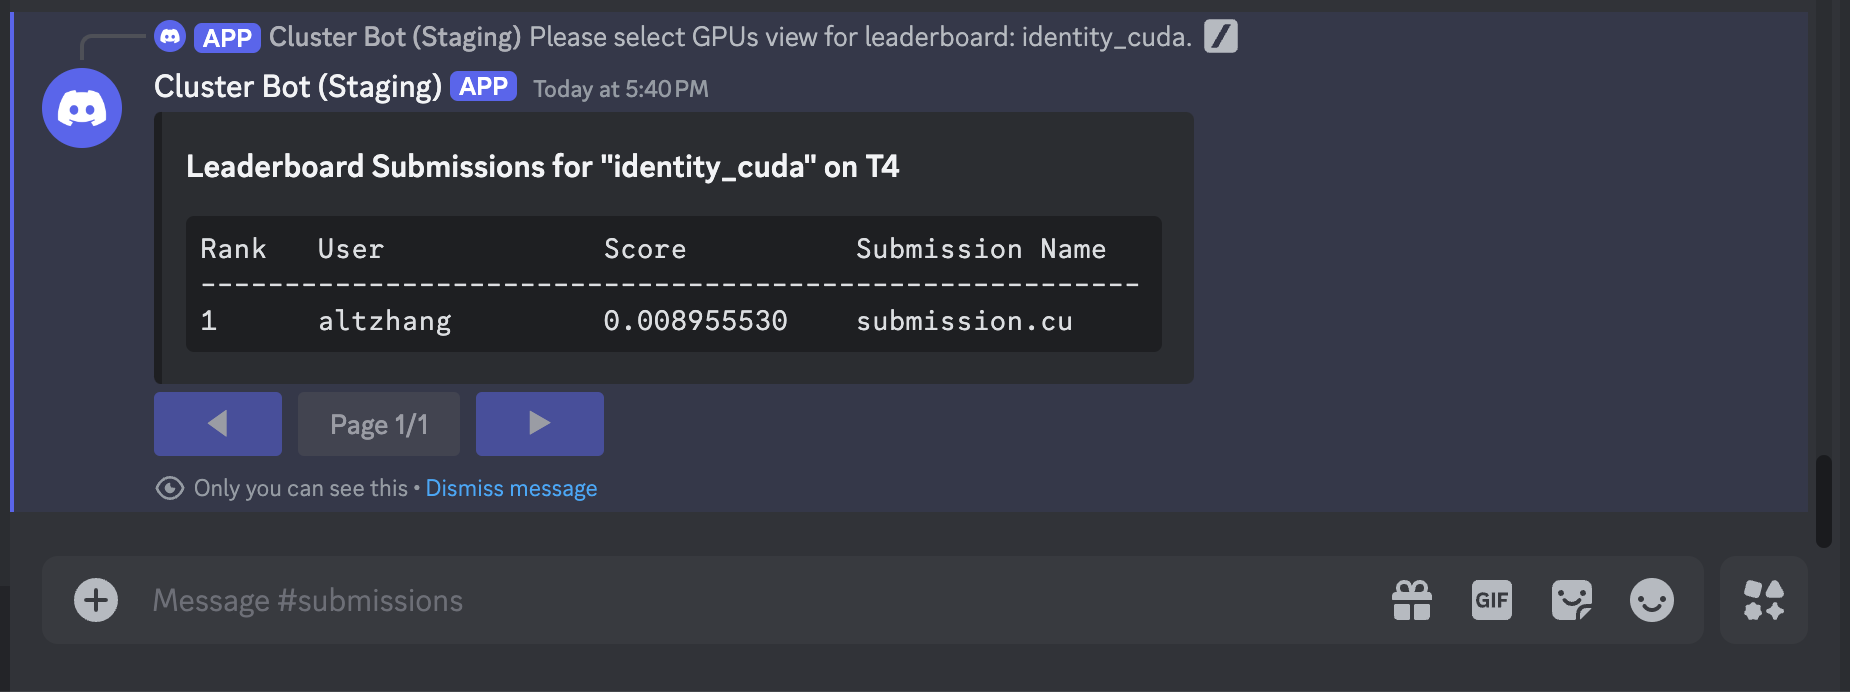 APP Cluster Bot (Staging) Please select GPUs view for leaderboard: identity_cuda.
Cluster Bot (Staging) APP Today at 5:40 PM
Leaderboard Submissions for "identity_cuda" on T4
Rank User Score Submission Name
--------------------------------------------------------
1 altzhang 0.008955530 submission.cu
Page 1/1
Only you can see this • Dismiss message
Message #submissions
GIF